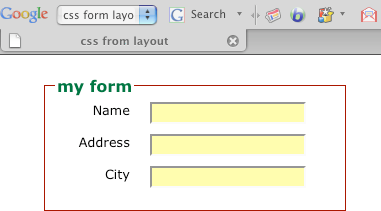 Google css form layo Search
css from layout
my form
Name
Address
City